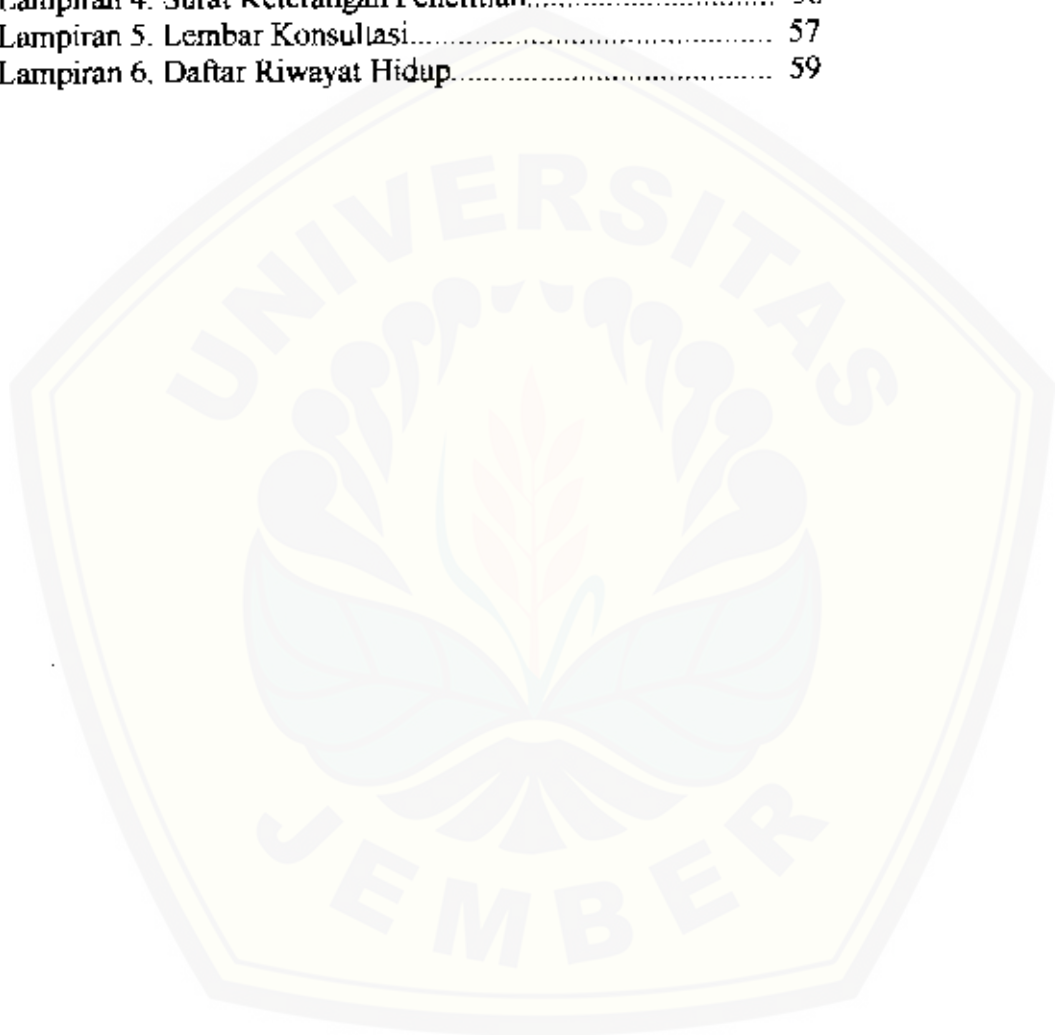 Lampiran 4. Surat Keterangan Penelitian
Lampiran 5. Lembar Konsultasi........................................ 57
Lampiran 6. Daftar Riwayat Hidup.................................... 59
UNIVERSITAS
JEMBER